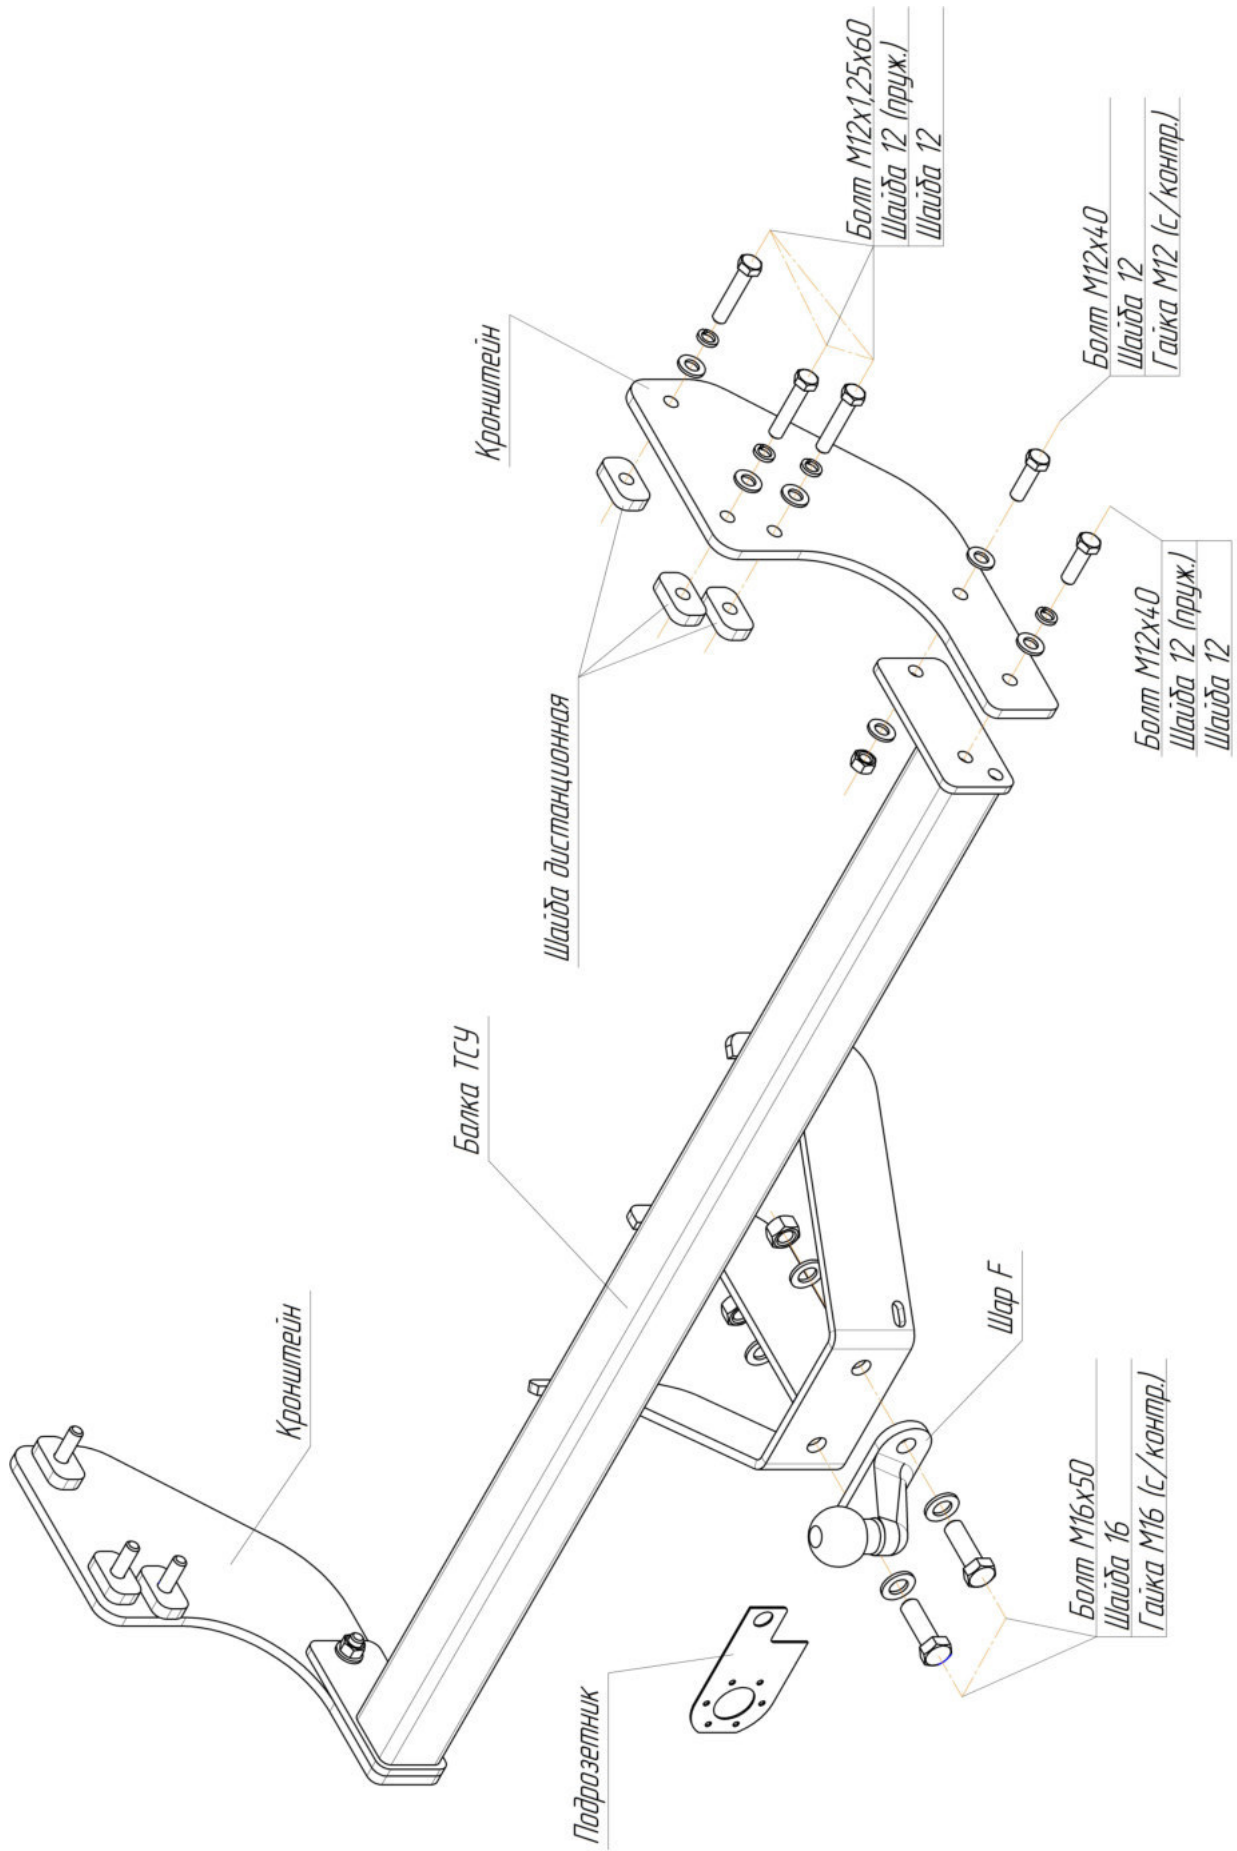 Кронштейн
Подрозетник
Балка ТСУ
Шайба дистанционная
Кронштейн
Шар F
Болт М16х50
Шайба 16
Гайка М16 (с/контр.)
Болт М12х1,25х60
Шайба 12 (пруж.)
Шайба 12
Болт М12х40
Шайба 12
Гайка М12 (с/контр.)
Болт М12х40
Шайба 12 (пруж.)
Шайба 12